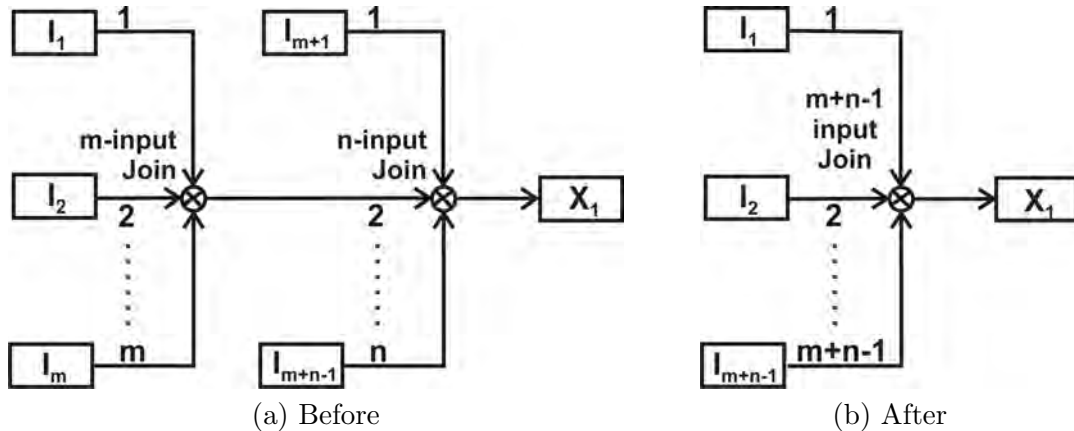 I₁ 1
Iₘ₊₁ 1
m-input
Join
n-input
Join
I₂ 2
2
X₁
Iₘ m
Iₘ₊ₙ₋₁ n
(a) Before
I₁ 1
m+n-1
input
Join
I₂ 2
X₁
Iₘ₊ₙ₋₁ m+n-1
(b) After